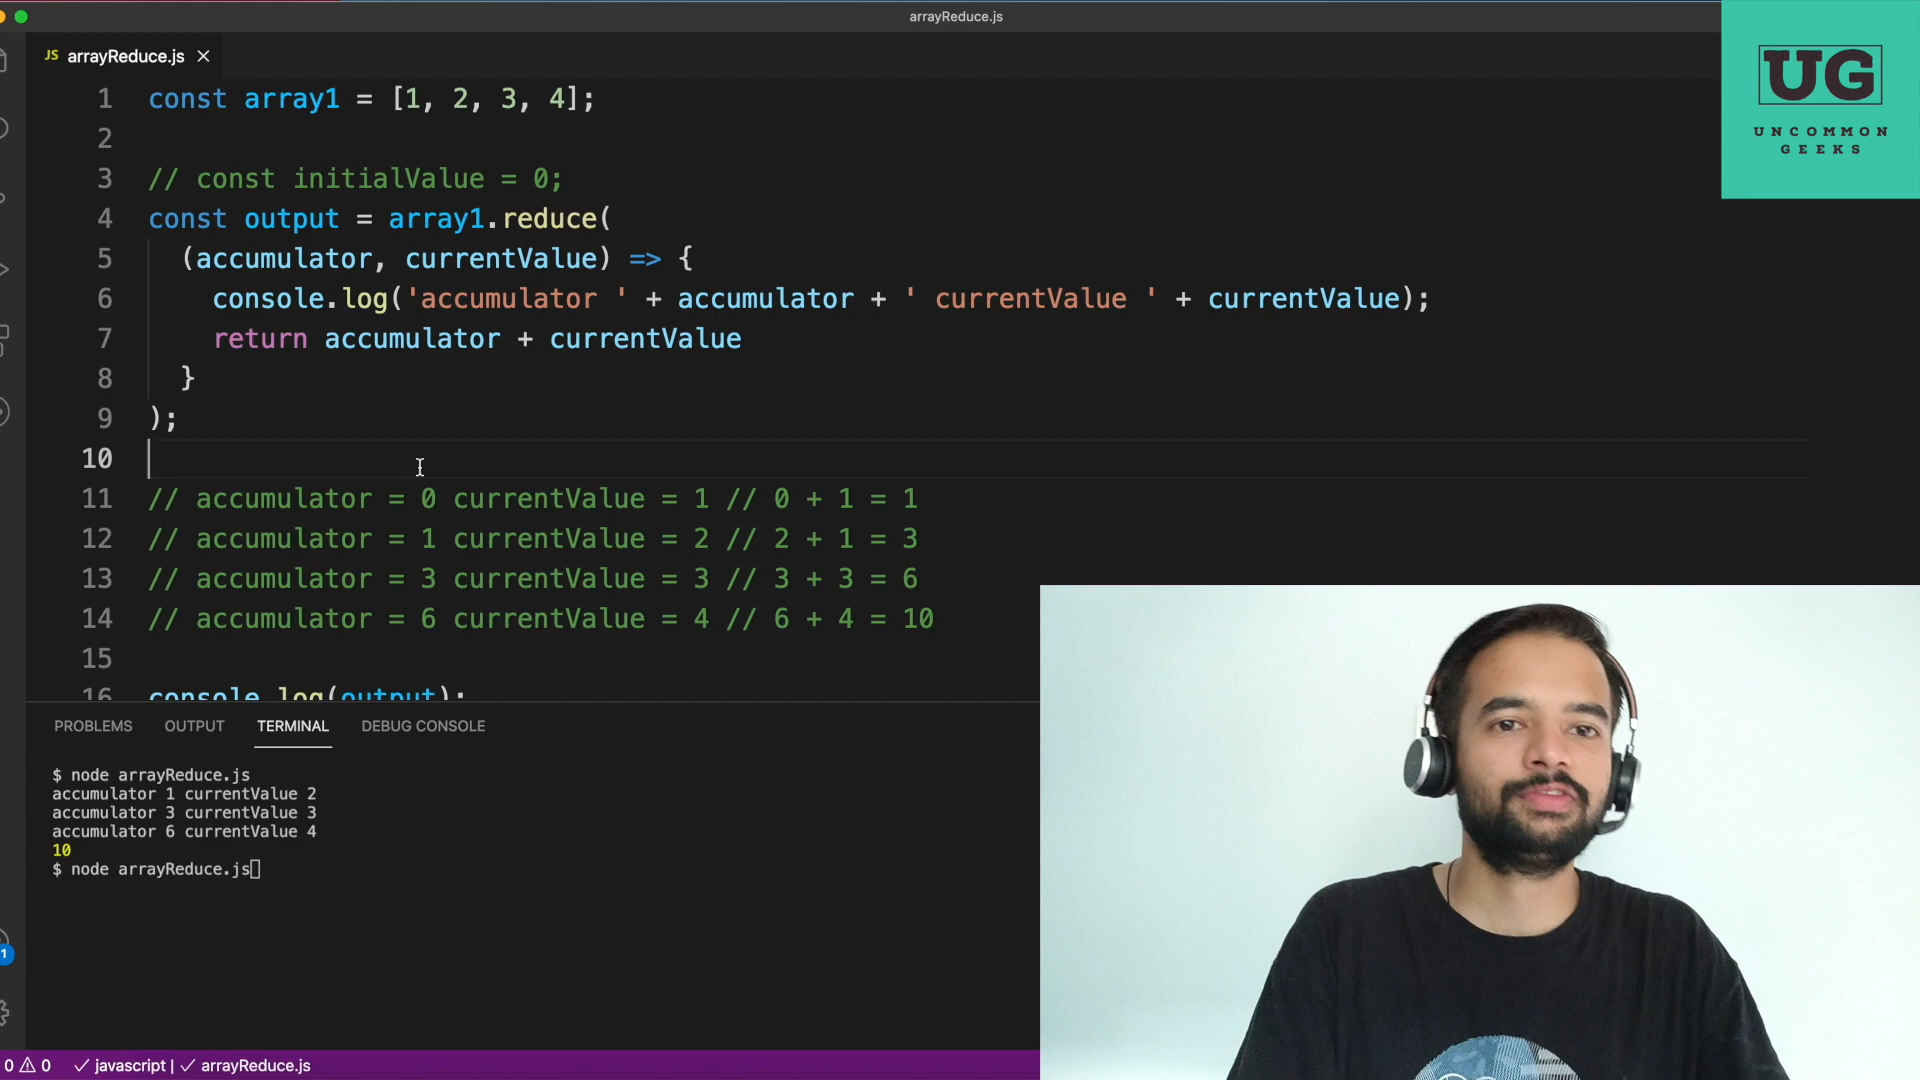 arrayReduce.js
JS arrayReduce.js
UG
UNCOMMON
GEEKS
1 const array1 = [1, 2, 3, 4];
2
3 // const initialValue = 0;
4 const output = array1.reduce(
5 (accumulator, currentValue) => {
6 console.log('accumulator ' + accumulator + ' currentValue ' + currentValue);
7 return accumulator + currentValue
8 }
9 );
10
11 // accumulator = 0 currentValue = 1 // 0 + 1 = 1
12 // accumulator = 1 currentValue = 2 // 2 + 1 = 3
13 // accumulator = 3 currentValue = 3 // 3 + 3 = 6
14 // accumulator = 6 currentValue = 4 // 6 + 4 = 10
15
16 console.log(output);
PROBLEMS OUTPUT TERMINAL DEBUG CONSOLE
$ node arrayReduce.js
accumulator 1 currentValue 2
accumulator 3 currentValue 3
accumulator 6 currentValue 4
10
$ node arrayReduce.js
1
0 0 javascript | arrayReduce.js